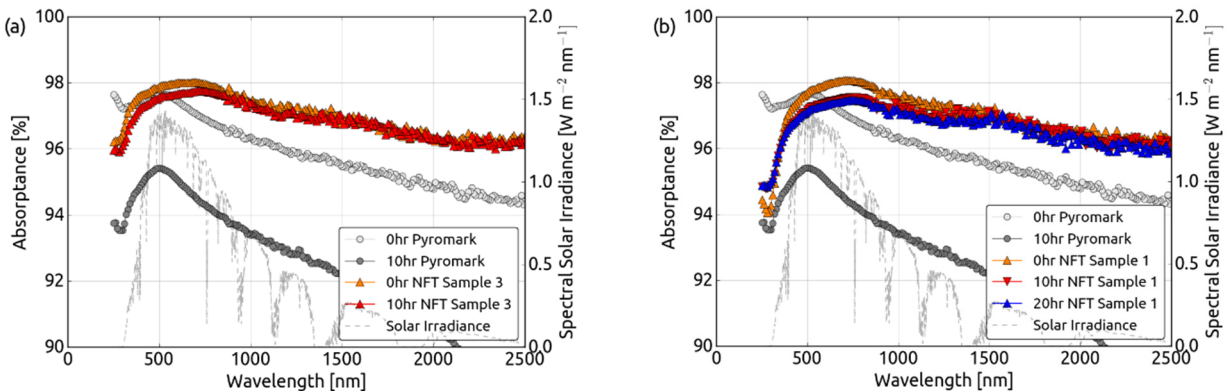 (a)
100
98
96
94
92
90
Absorptance [%]
0
500
1000
1500
2000
2500
Wavelength [nm]
2.0
1.5
1.0
0.5
0.0
Spectral Solar Irradiance [W m⁻² nm⁻¹]
0hr Pyromark
10hr Pyromark
0hr NFT Sample 3
10hr NFT Sample 3
Solar Irradiance
(b)
100
98
96
94
92
90
Absorptance [%]
0
500
1000
1500
2000
2500
Wavelength [nm]
2.0
1.5
1.0
0.5
0.0
Spectral Solar Irradiance [W m⁻² nm⁻¹]
0hr Pyromark
10hr Pyromark
0hr NFT Sample 1
10hr NFT Sample 1
20hr NFT Sample 1
Solar Irradiance